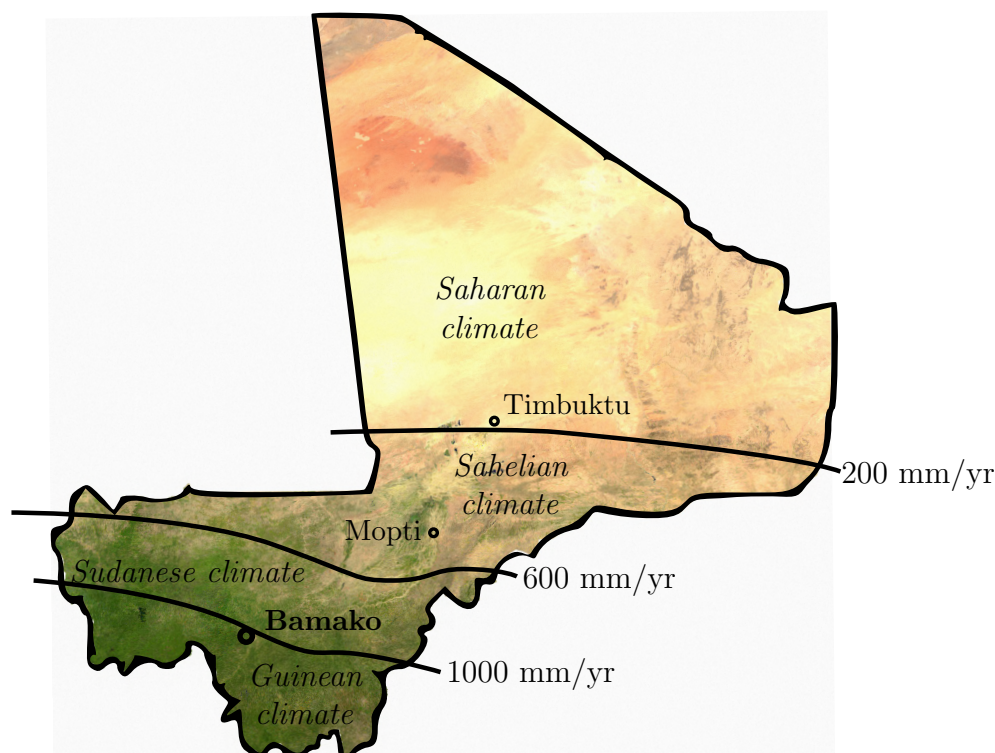 Saharan
climate
Timbuktu
Sahelian
climate
200 mm/yr
Mopti
Sudanese climate
600 mm/yr
Bamako
1000 mm/yr
Guinean
climate